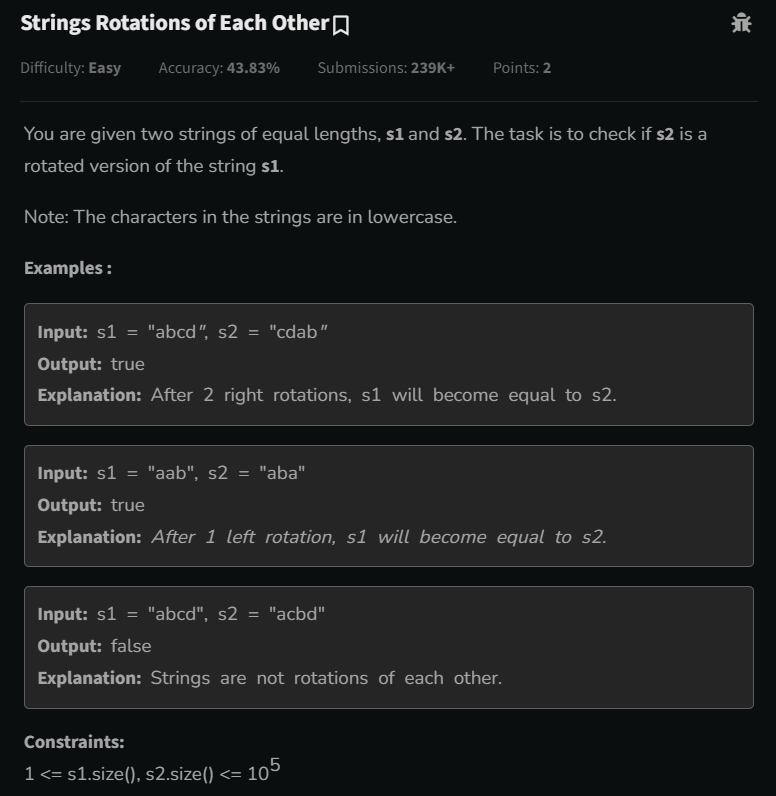 Strings Rotations of Each Other
Difficulty: Easy Accuracy: 43.83% Submissions: 239K+ Points: 2
You are given two strings of equal lengths, s1 and s2. The task is to check if s2 is a
rotated version of the string s1.
Note: The characters in the strings are in lowercase.
Examples :
Input: s1 = "abcd", s2 = "cdab"
Output: true
Explanation: After 2 right rotations, s1 will become equal to s2.
Input: s1 = "aab", s2 = "aba"
Output: true
Explanation: After 1 left rotation, s1 will become equal to s2.
Input: s1 = "abcd", s2 = "acbd"
Output: false
Explanation: Strings are not rotations of each other.
Constraints:
1 <= s1.size(), s2.size() <= 10⁵